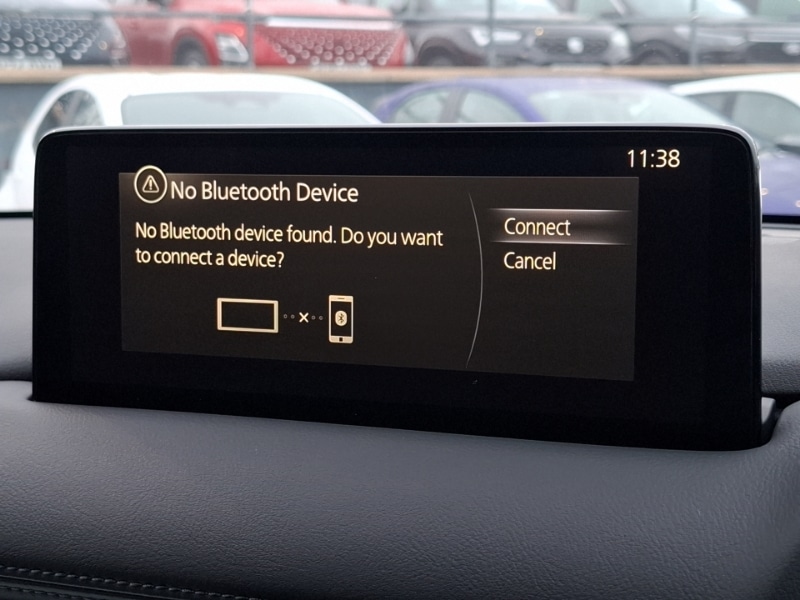 11:38
No Bluetooth Device
No Bluetooth device found. Do you want
to connect a device?
Connect
Cancel